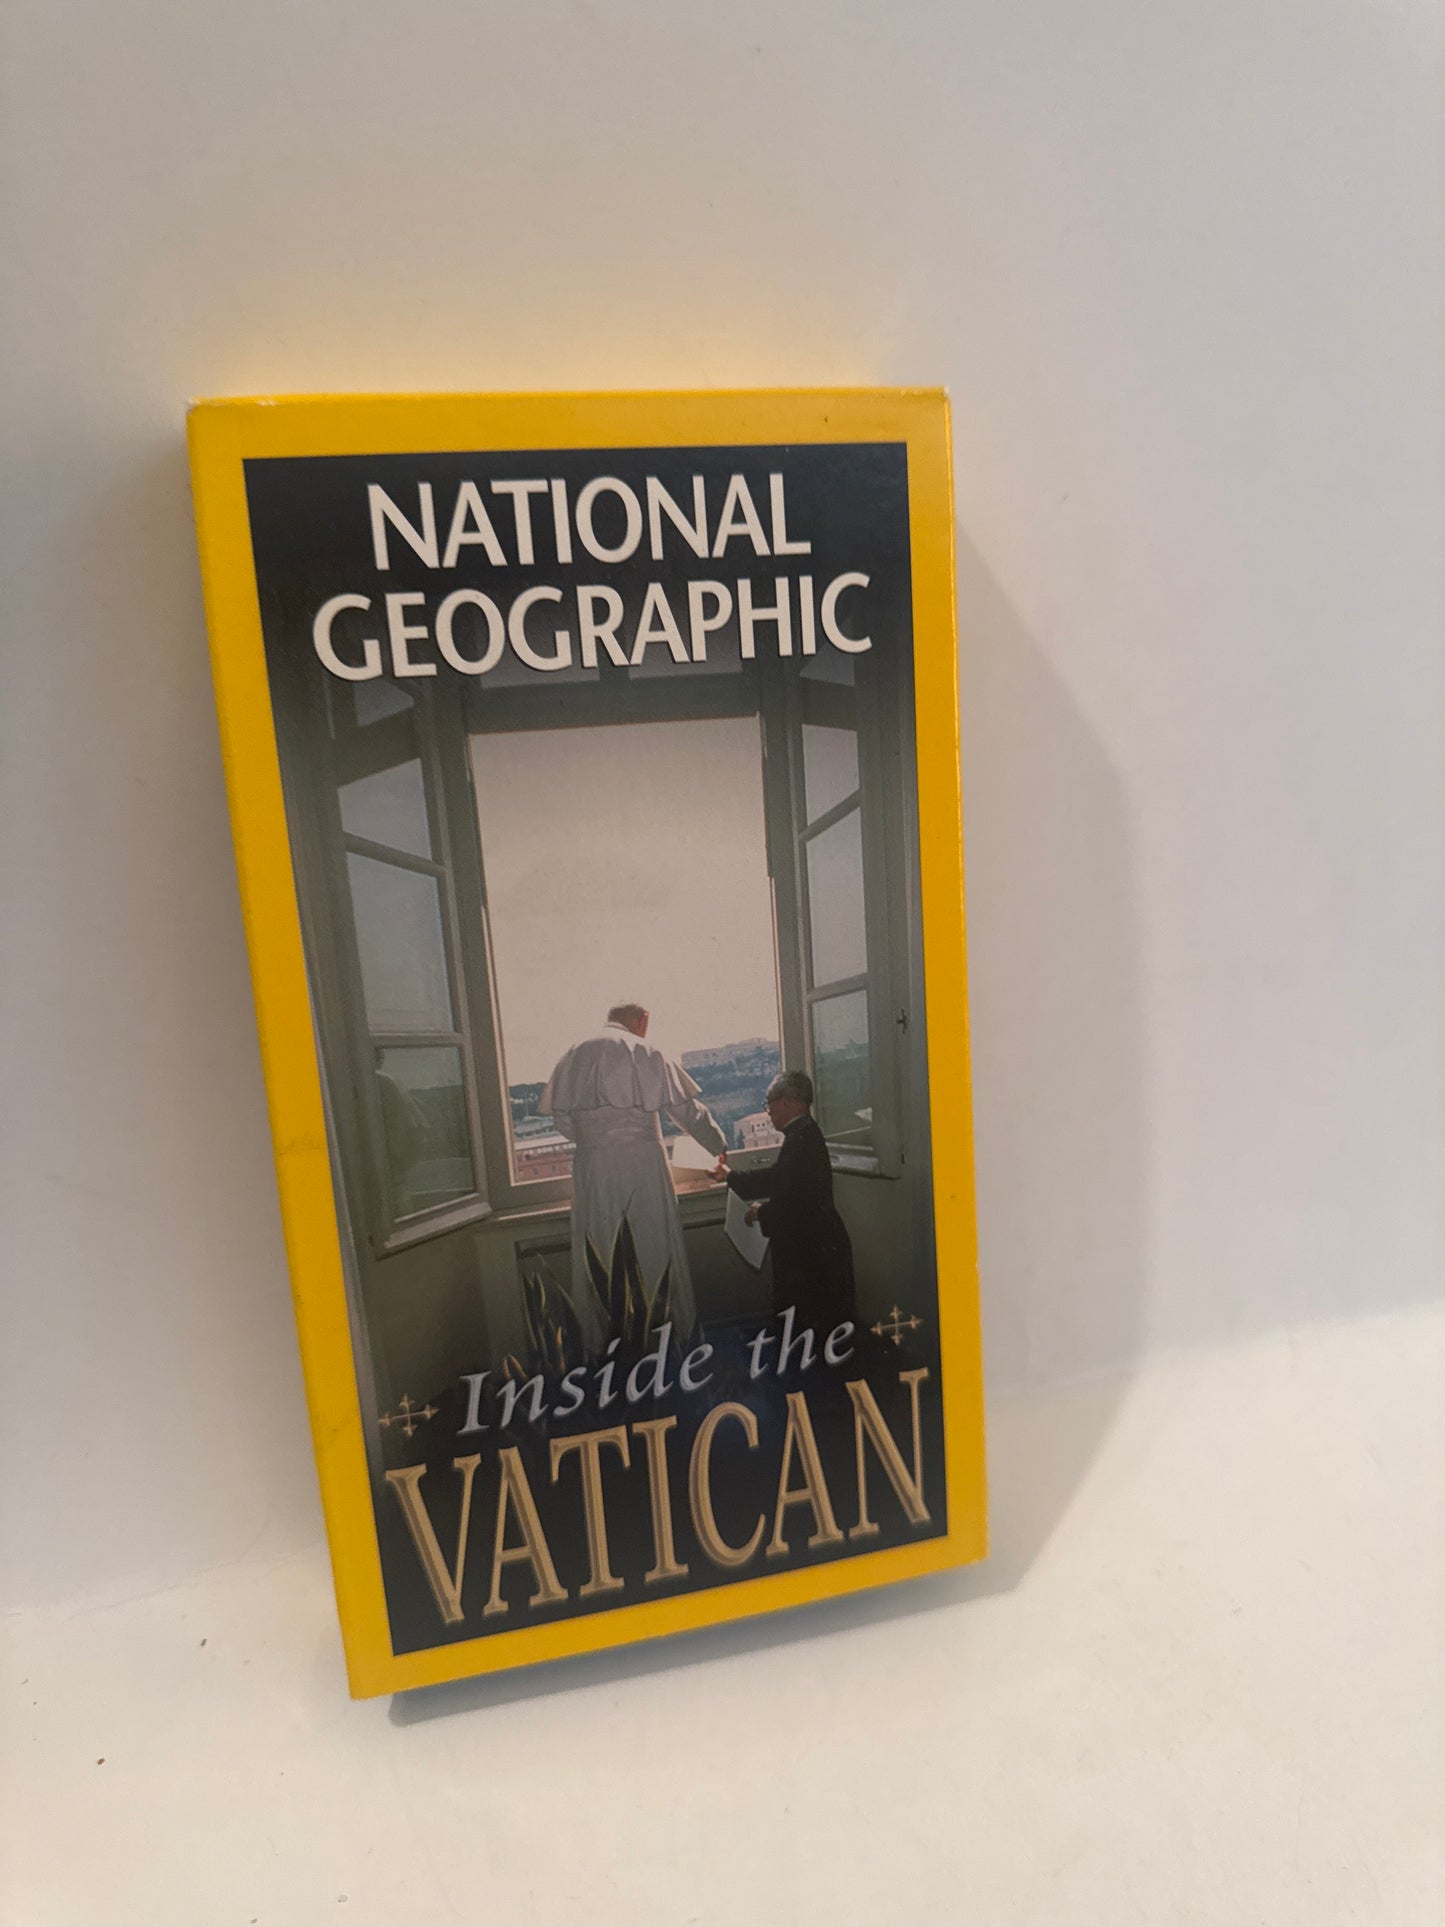 NATIONAL
GEOGRAPHIC
Inside the
VATICAN